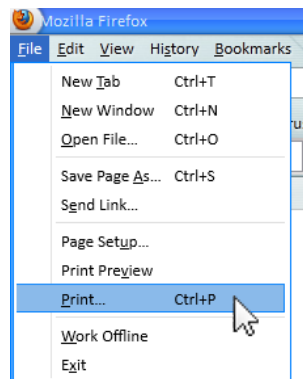 Mozilla Firefox
File Edit View History Bookmarks
New Tab Ctrl+T
New Window Ctrl+N
Open File... Ctrl+O
Save Page As... Ctrl+S
Send Link...
Page Setup...
Print Preview
Print... Ctrl+P
Work Offline
Exit